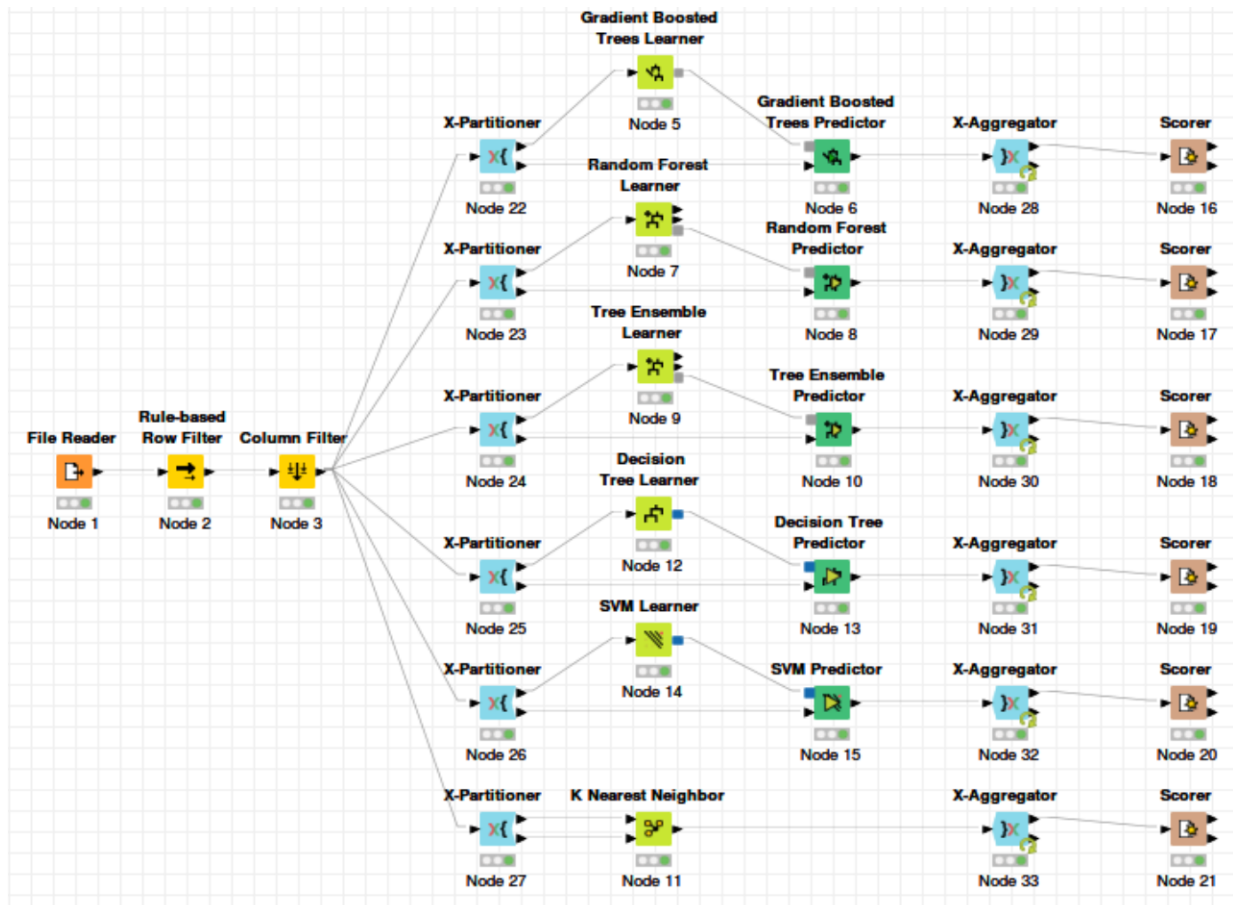 Gradient Boosted
Trees Learner
Node 5
X-Partitioner
Node 22
Gradient Boosted
Trees Predictor
Node 6
X-Aggregator
Node 28
Scorer
Node 16
Random Forest
Learner
Node 7
X-Partitioner
Node 23
Random Forest
Predictor
Node 8
X-Aggregator
Node 29
Scorer
Node 17
Tree Ensemble
Learner
Node 9
X-Partitioner
Node 24
Tree Ensemble
Predictor
Node 10
X-Aggregator
Node 30
Scorer
Node 18
File Reader
Node 1
Rule-based
Row Filter
Node 2
Column Filter
Node 3
Decision
Tree Learner
Node 12
X-Partitioner
Node 25
Decision Tree
Predictor
Node 13
X-Aggregator
Node 31
Scorer
Node 19
SVM Learner
Node 14
X-Partitioner
Node 26
SVM Predictor
Node 15
X-Aggregator
Node 32
Scorer
Node 20
X-Partitioner
Node 27
K Nearest Neighbor
Node 11
X-Aggregator
Node 33
Scorer
Node 21